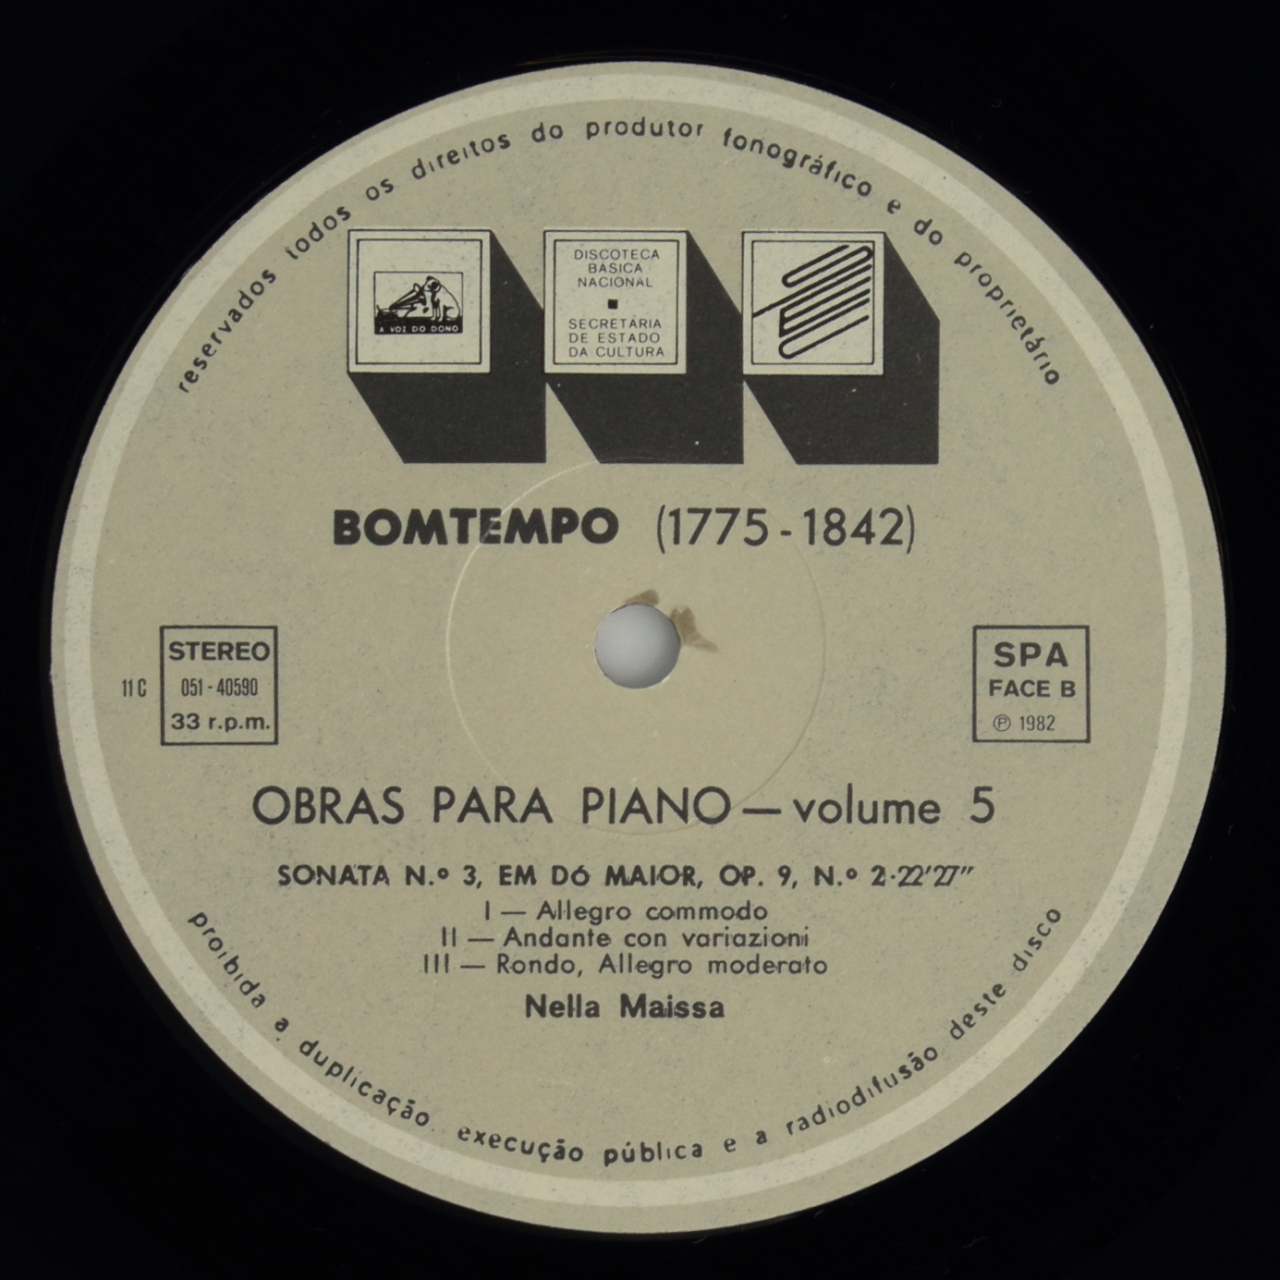 reservados todos os direitos do produtor fonográfico e do proprietário
A VOZ DO DONO
DISCOTECA
BÁSICA
NACIONAL
SECRETÁRIA
DE ESTADO
DA CULTURA
BOMTEMPO (1775-1842)
11 C
STEREO
051-40590
33 r.p.m.
SPA
FACE B
℗ 1982
OBRAS PARA PIANO — volume 5
SONATA N.º 3, EM DÓ MAIOR, OP. 9, N.º 2·22'27"
I — Allegro commodo
II — Andante con variazioni
III — Rondo, Allegro moderato
Nella Maissa
proibida a duplicação. execução pública e a radiodifusão deste disco